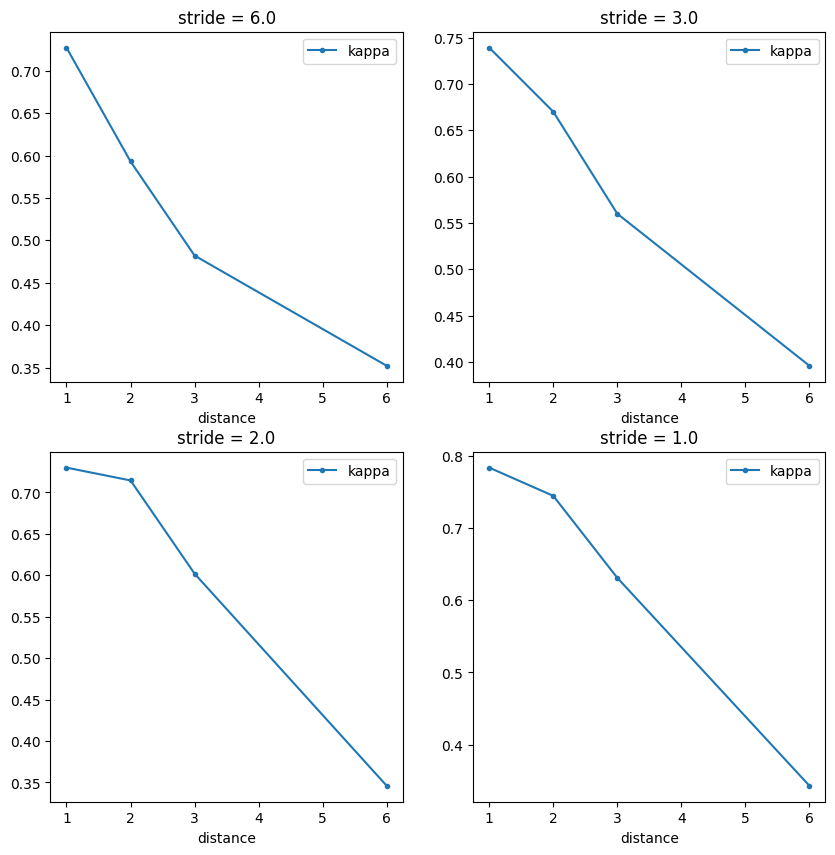 stride = 6.0
kappa
0.70
0.65
0.60
0.55
0.50
0.45
0.40
0.35
1 2 3 4 5 6
distance
stride = 3.0
kappa
0.75
0.70
0.65
0.60
0.55
0.50
0.45
0.40
1 2 3 4 5 6
distance
stride = 2.0
kappa
0.70
0.65
0.60
0.55
0.50
0.45
0.40
0.35
1 2 3 4 5 6
distance
stride = 1.0
kappa
0.8
0.7
0.6
0.5
0.4
1 2 3 4 5 6
distance